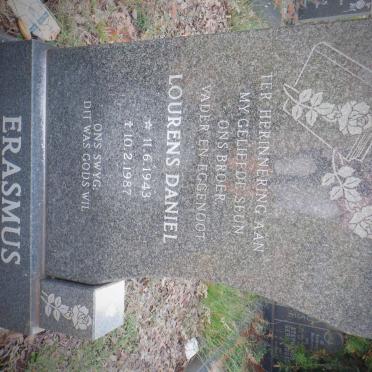 TER HERINNERING AAN
MY GELIEFDE SEUN
ONS BROER
VADER EN EGGENOOT
LOURENS DANIEL
* 11.6.1943
† 10.2.1987
ONS SWYG,
DIT WAS GODS WIL
ERASMUS